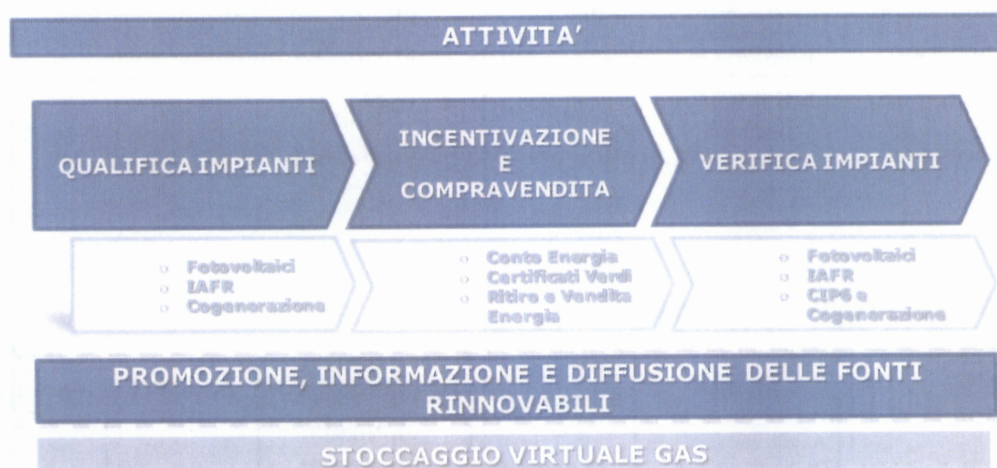 ATTIVITA'
QUALIFICA IMPIANTI
INCENTIVAZIONE
E
COMPRAVENDITA
VERIFICA IMPIANTI
o Fotovoltaici
o IAFR
o Cogenerazione
o Conto Energia
o Certificati Verdi
o Ritiro e Vendita
Energia
o Fotovoltaici
o IAFR
o CIP6 e
Cogenerazione
PROMOZIONE, INFORMAZIONE E DIFFUSIONE DELLE FONTI
RINNOVABILI
STOCCAGGIO VIRTUALE GAS